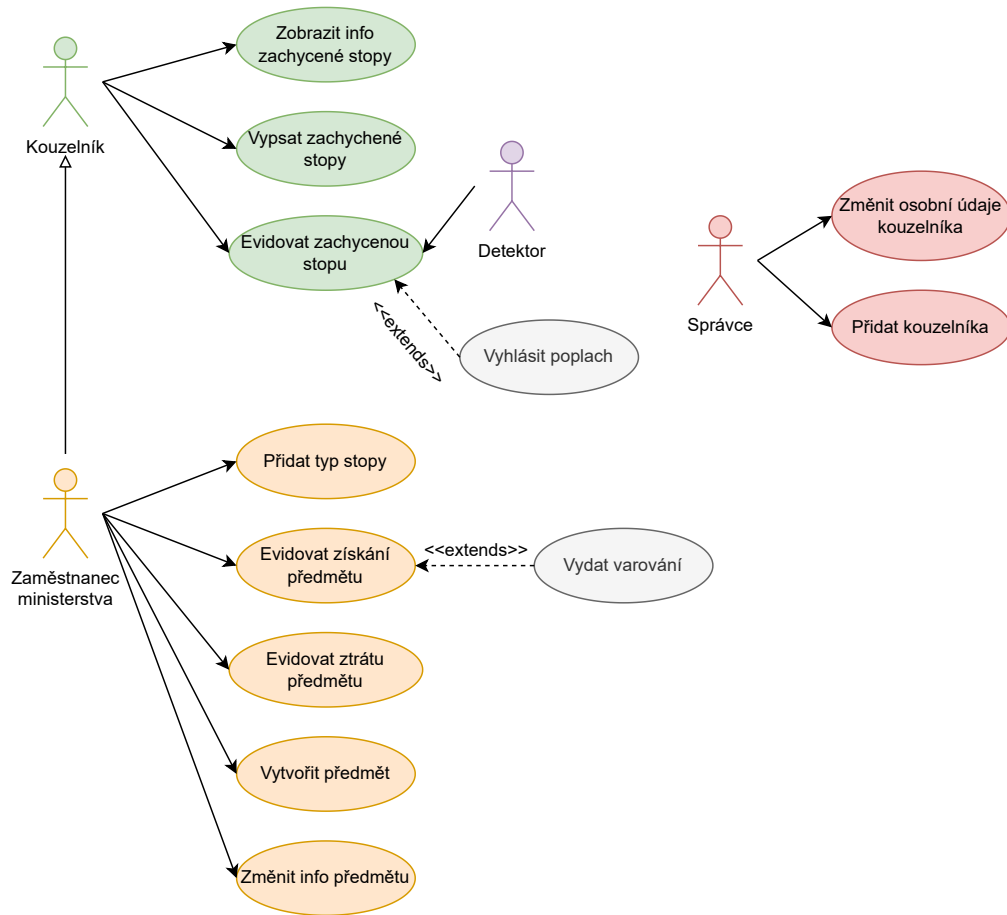 Zobrazit info
zachycené stopy
Kouzelník
Vypsat zachychené
stopy
Detektor
Evidovat zachycenou
stopu
Změnit osobní údaje
kouzelníka
Správce
Přidat kouzelníka
<<extends>>
Vyhlásit poplach
Přidat typ stopy
Zaměstnanec
ministerstva
Evidovat získání
předmětu
<<extends>>
Vydat varování
Evidovat ztrátu
předmětu
Vytvořit předmět
Změnit info předmětu